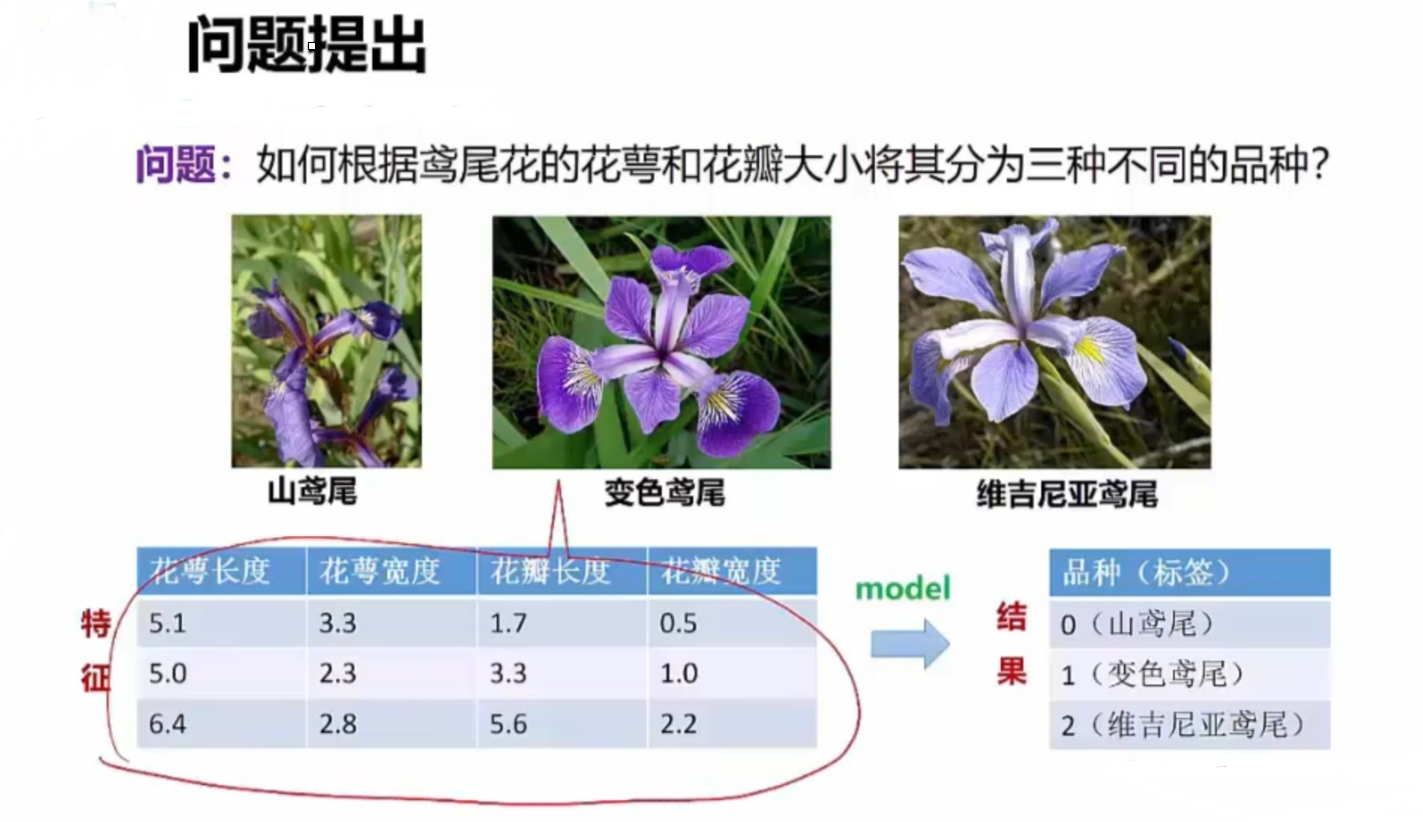 问题提出
问题：如何根据鸢尾花的花萼和花瓣大小将其分为三种不同的品种？
山鸢尾 变色鸢尾 维吉尼亚鸢尾
特征
花萼长度 花萼宽度 花瓣长度 花瓣宽度
5.1 3.3 1.7 0.5
5.0 2.3 3.3 1.0
6.4 2.8 5.6 2.2
model
结果
品种（标签）
0（山鸢尾）
1（变色鸢尾）
2（维吉尼亚鸢尾）